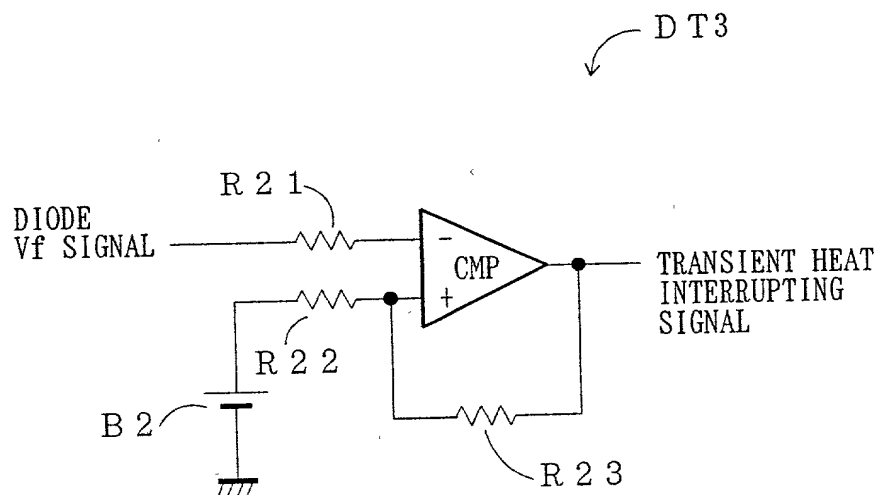 DT3
R21
DIODE
Vf SIGNAL
−
CMP
+
TRANSIENT HEAT
INTERRUPTING
SIGNAL
R22
B2
R23